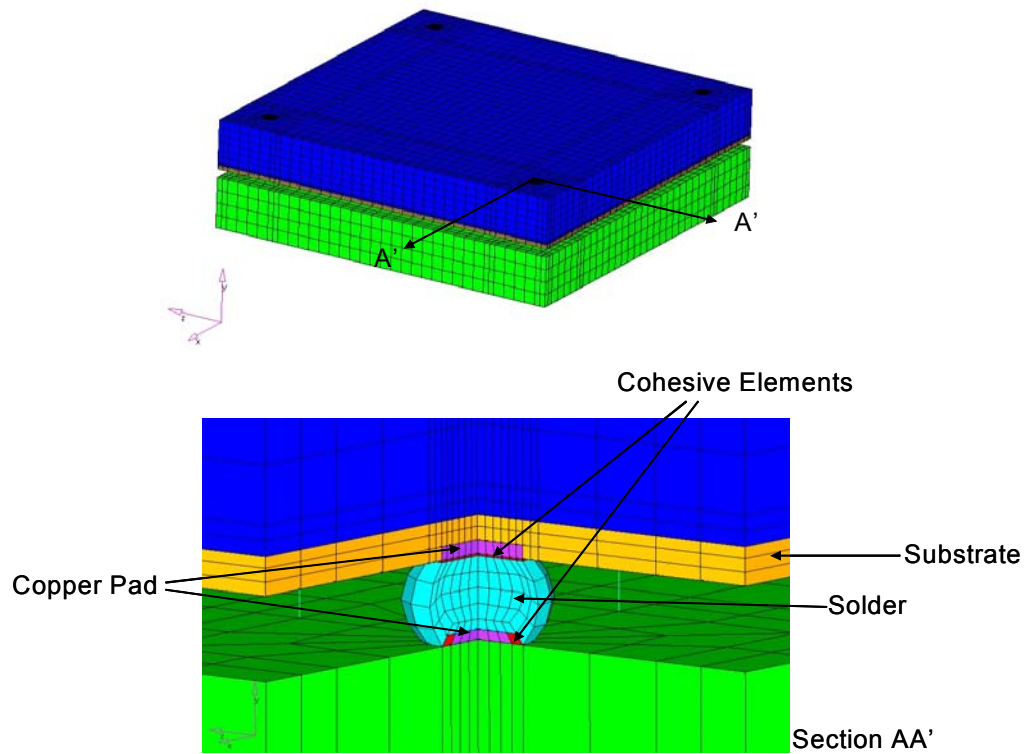 A’
A’
y
z
x
Cohesive Elements
Substrate
Copper Pad
Solder
y
Section AA’